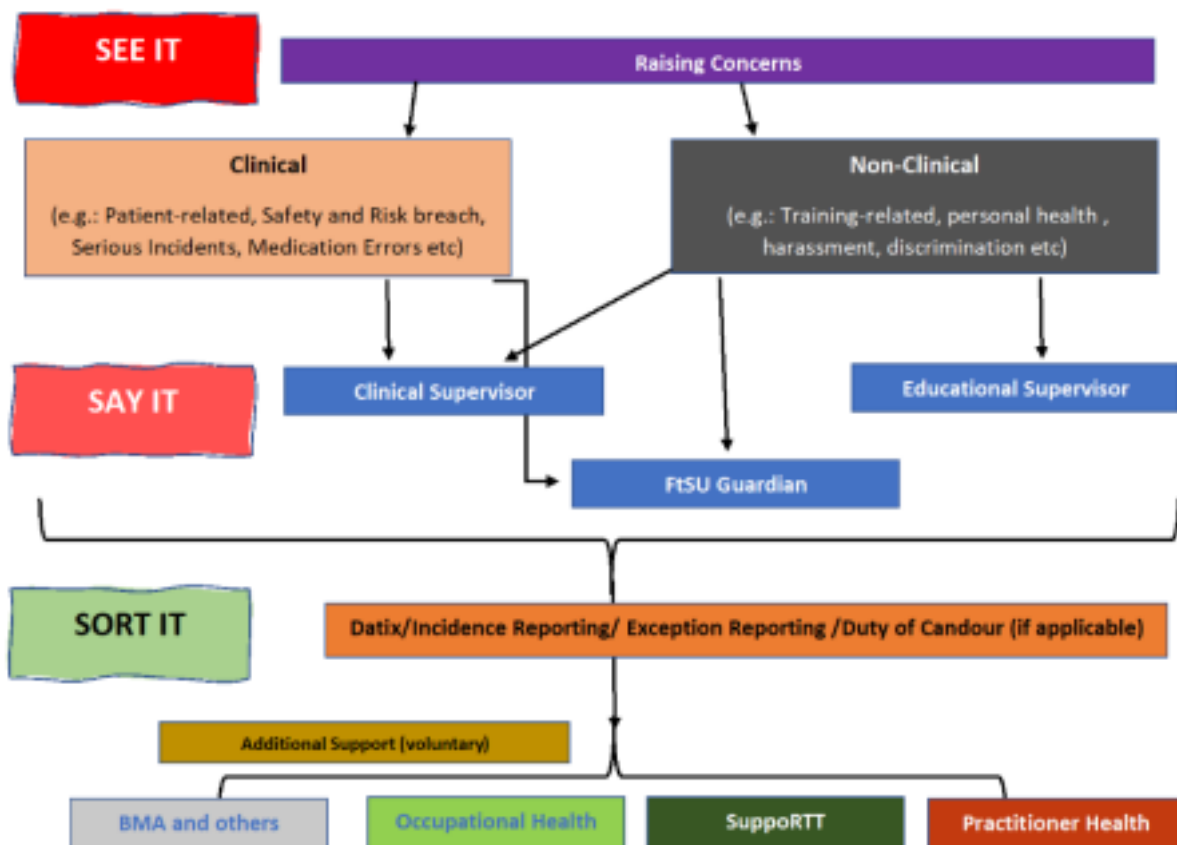 SEE IT
Raising Concerns
Clinical
(e.g.: Patient-related, Safety and Risk breach,
Serious Incidents, Medication Errors etc)
Non-Clinical
(e.g.: Training-related, personal health ,
harassment, discrimination etc)
SAY IT
Clinical Supervisor
Educational Supervisor
FtSU Guardian
SORT IT
Datix/Incidence Reporting/ Exception Reporting /Duty of Candour (if applicable)
Additional Support (voluntary)
BMA and others
Occupational Health
SuppoRTT
Practitioner Health